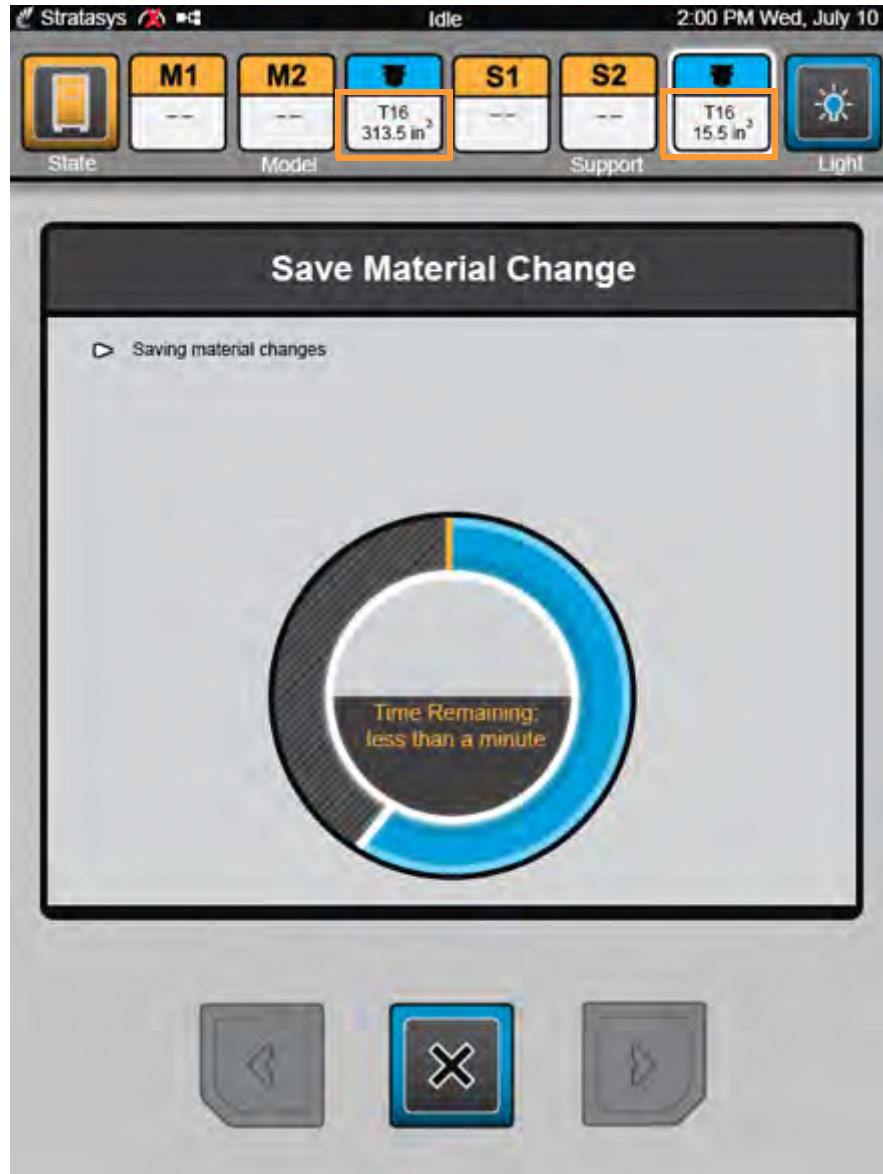 Stratasys Idle 2:00 PM Wed, July 10
M1 M2 S1 S2
-- -- T16 -- -- T16
313.5 in³ 15.5 in³
State Model Support Light
Save Material Change
Saving material changes
Time Remaining:
less than a minute